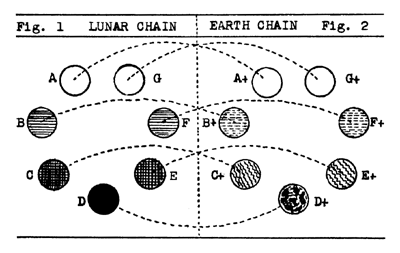 Fig. 1 LUNAR CHAIN EARTH CHAIN Fig. 2
A G A+ G+
B F B+ F+
C E C+ E+
D D+